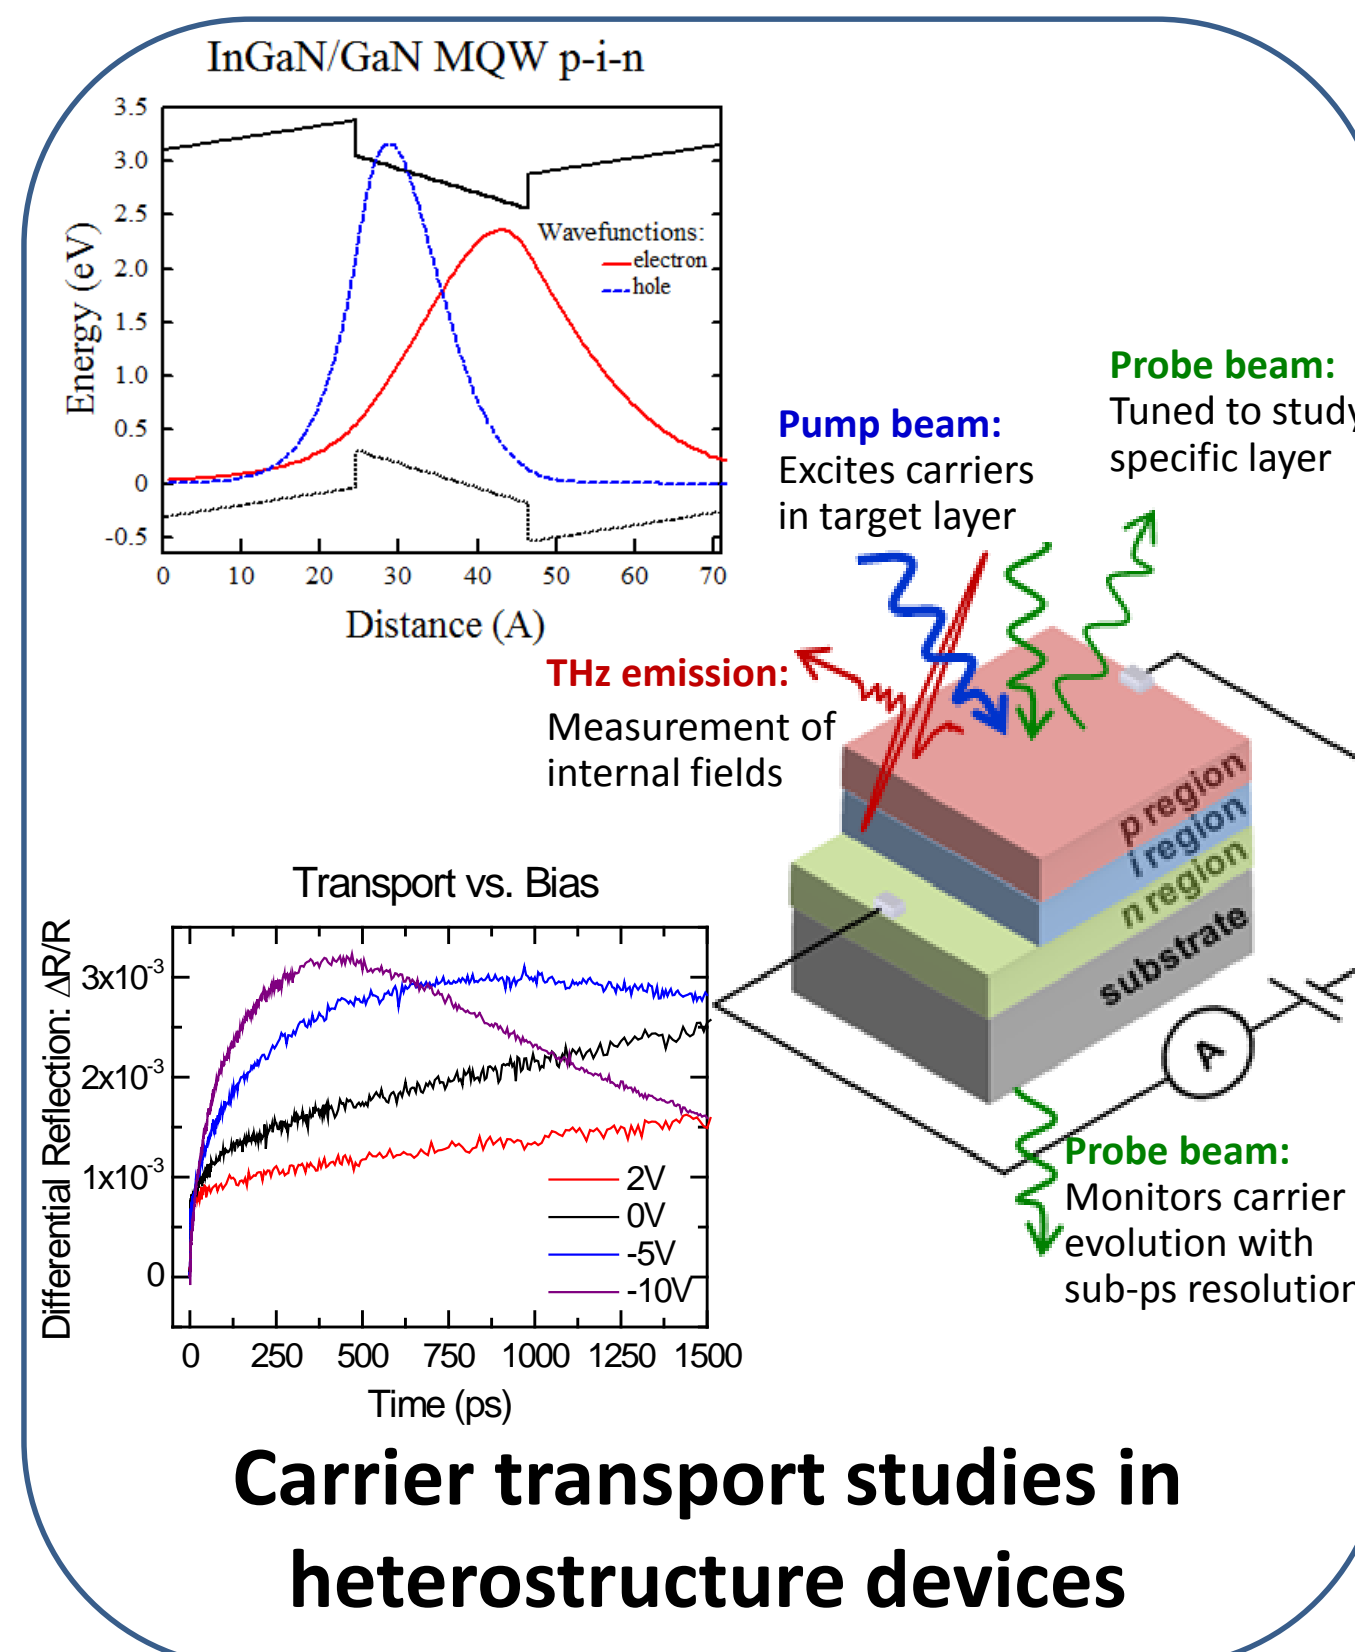 InGaN/GaN MQW p-i-n
3.5
3.0
2.5
2.0
1.5
1.0
0.5
0
-0.5
Energy (eV)
Wavefunctions:
electron
hole
0 10 20 30 40 50 60 70
Distance (A)
Probe beam:
Tuned to study
specific layer
Pump beam:
Excites carriers
in target layer
THz emission:
Measurement of
internal fields
p region
i region
n region
substrate
A
Transport vs. Bias
Differential Reflection: ΔR/R
3x10⁻³
2x10⁻³
1x10⁻³
0
2V
0V
-5V
-10V
0 250 500 750 1000 1250 1500
Time (ps)
Probe beam:
Monitors carrier
evolution with
sub-ps resolution
Carrier transport studies in
heterostructure devices